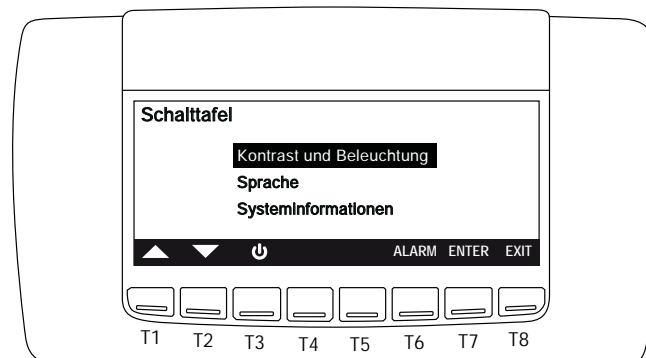 Schalttafel
Kontrast und Beleuchtung
Sprache
Systeminformationen
ALARM ENTER EXIT
T1 T2 T3 T4 T5 T6 T7 T8